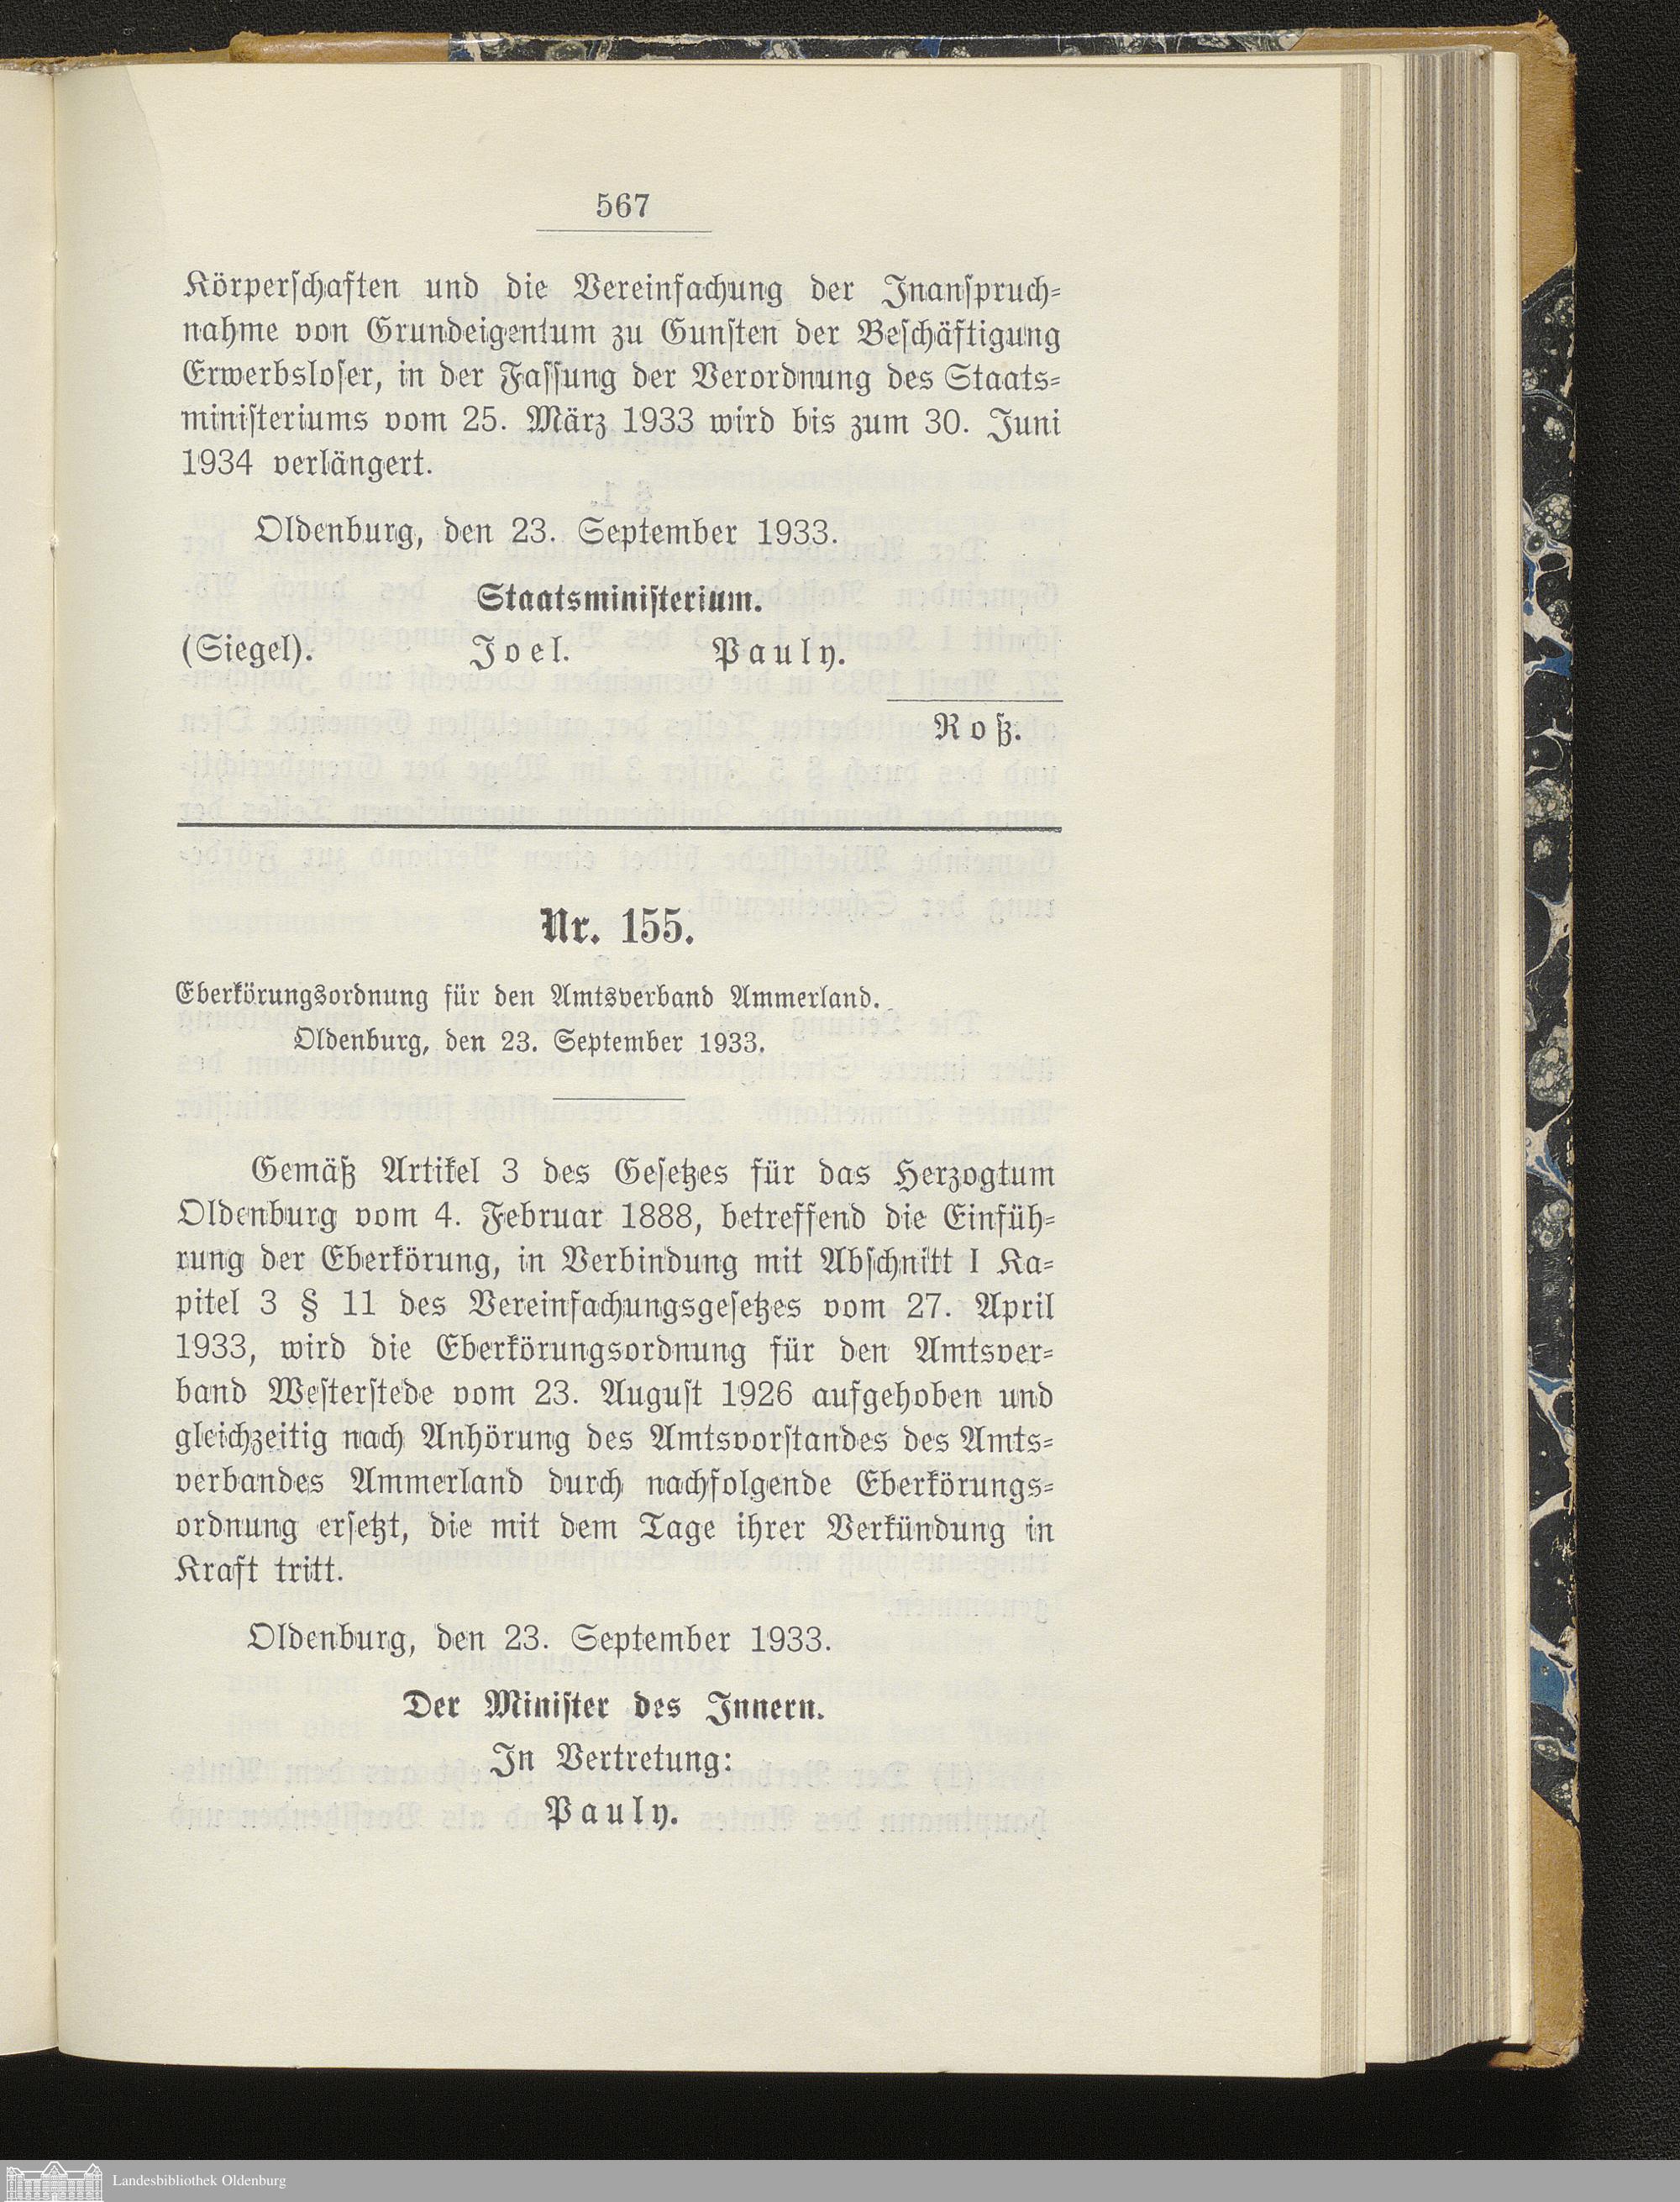 567
Körperschaften und die Vereinfachung der Inanspruch-
nahme von Grundeigentum zu Gunsten der Beschäftigung
Erwerbsloser, in der Fassung der Verordnung des Staats-
ministeriums vom 25. März 1933 wird bis zum 30. Juni
1934 verlängert.
Oldenburg, den 23. September 1933.
Staatsministerium.
(Siegel). Joel. Pauly.
Roß.
Nr. 155.
Eberkörungsordnung für den Amtsverband Ammerland.
Oldenburg, den 23. September 1933.
Gemäß Artikel 3 des Gesetzes für das Herzogtum
Oldenburg vom 4. Februar 1888, betreffend die Einfüh-
rung der Eberkörung, in Verbindung mit Abschnitt I Ka-
pitel 3 § 11 des Vereinfachungsgesetzes vom 27. April
1933, wird die Eberkörungsordnung für den Amtsver-
band Westerstede vom 23. August 1926 aufgehoben und
gleichzeitig nach Anhörung des Amtsvorstandes des Amts-
verbandes Ammerland durch nachfolgende Eberkörungs-
ordnung ersetzt, die mit dem Tage ihrer Verkündung in
Kraft tritt.
Oldenburg, den 23. September 1933.
Der Minister des Innern.
In Vertretung:
Pauly.
Landesbibliothek Oldenburg